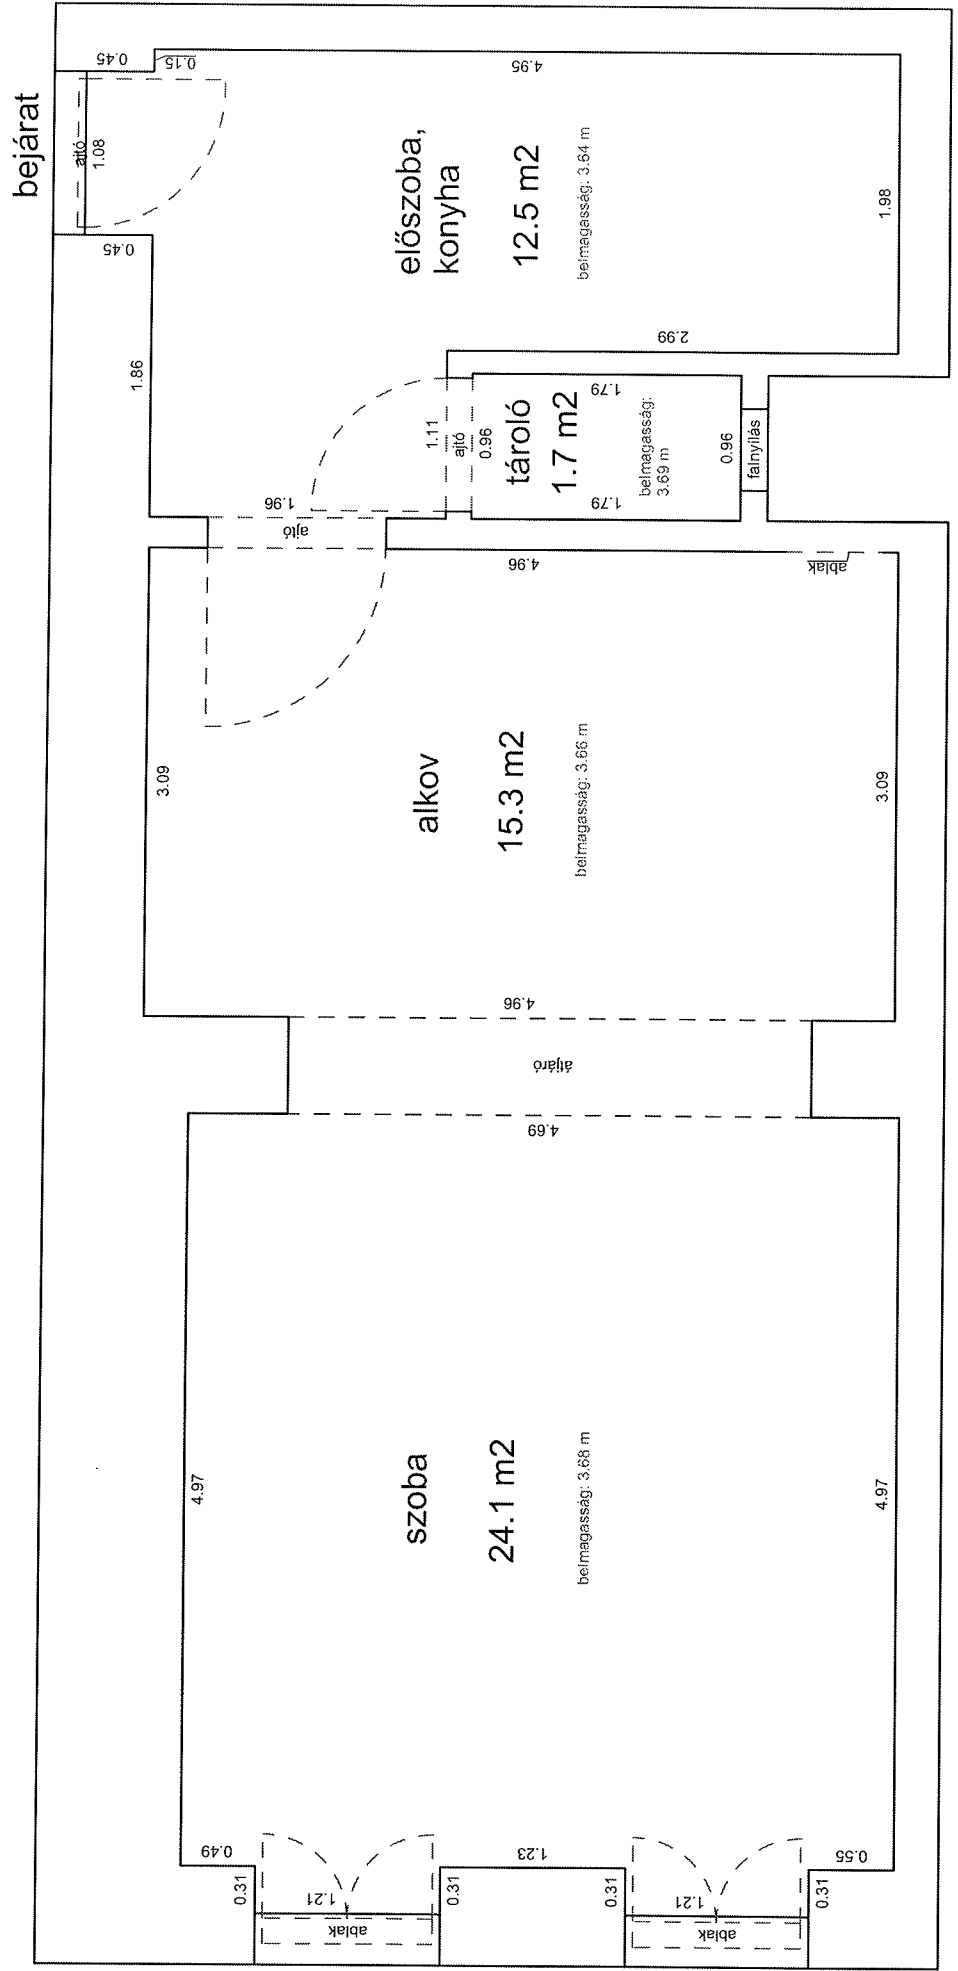 bejárat
0.45
0.15
ajtó
1.08
0.45
4.95
előszoba,
konyha
12.5 m2
belmagasság: 3.64 m
1.98
1.86
2.99
1.96
ajtó
1.11
ajtó
0.96
tároló
1.7 m2
belmagasság:
3.69 m
1.79
1.79
0.96
falnyílás
4.96
ablak
3.09
alkov
15.3 m2
belmagasság: 3.66 m
3.09
4.96
átjáró
4.69
4.97
szoba
24.1 m2
belmagasság: 3.68 m
4.97
0.49
0.31
1.21
ablak
0.31
1.23
0.31
1.21
ablak
0.31
0.55